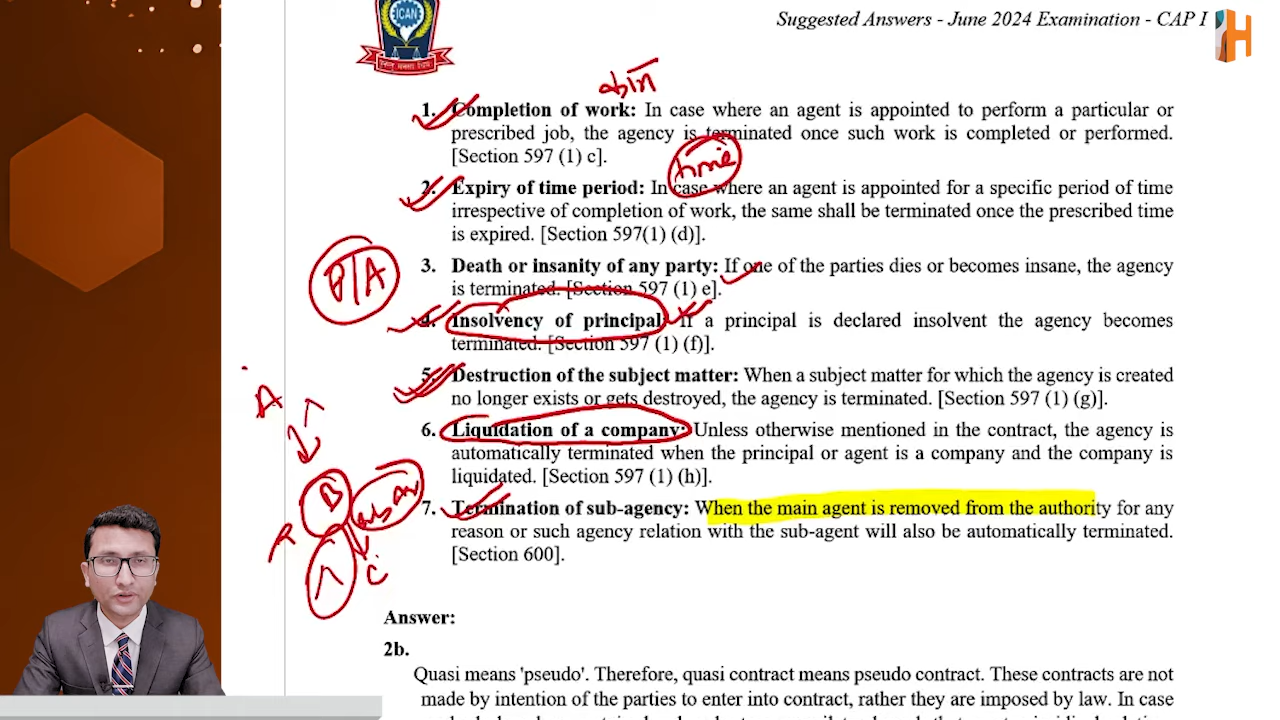 ICAN
Suggested Answers - June 2024 Examination - CAP I
H
1. Completion of work: In case where an agent is appointed to perform a particular or
prescribed job, the agency is terminated once such work is completed or performed.
[Section 597 (1) c].
time
2. Expiry of time period: In case where an agent is appointed for a specific period of time
irrespective of completion of work, the same shall be terminated once the prescribed time
is expired. [Section 597(1) (d)].
P/A
3. Death or insanity of any party: If one of the parties dies or becomes insane, the agency
is terminated. [Section 597 (1) e].
4. Insolvency of principal: If a principal is declared insolvent the agency becomes
terminated. [Section 597 (1) (f)].
5. Destruction of the subject matter: When a subject matter for which the agency is created
no longer exists or gets destroyed, the agency is terminated. [Section 597 (1) (g)].
A
6. Liquidation of a company: Unless otherwise mentioned in the contract, the agency is
automatically terminated when the principal or agent is a company and the company is
liquidated. [Section 597 (1) (h)].
B
7. Termination of sub-agency: When the main agent is removed from the authority for any
reason or such agency relation with the sub-agent will also be automatically terminated.
[Section 600].
C
Answer:
2b.
Quasi means 'pseudo'. Therefore, quasi contract means pseudo contract. These contracts are not
made by intention of the parties to enter into contract, rather they are imposed by law. In case